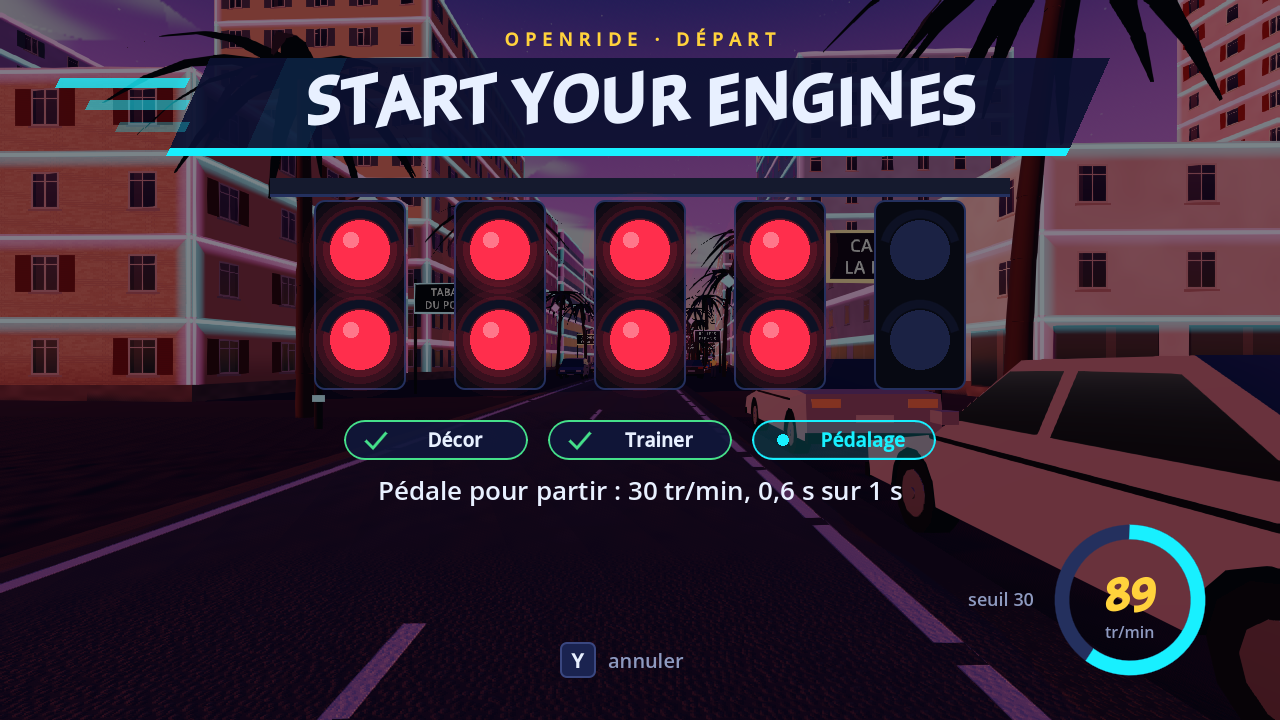 OPENRIDE · DÉPART
START YOUR ENGINES
Décor
Trainer
Pédalage
Pédale pour partir : 30 tr/min, 0,6 s sur 1 s
seuil 30
89
tr/min
Y annuler